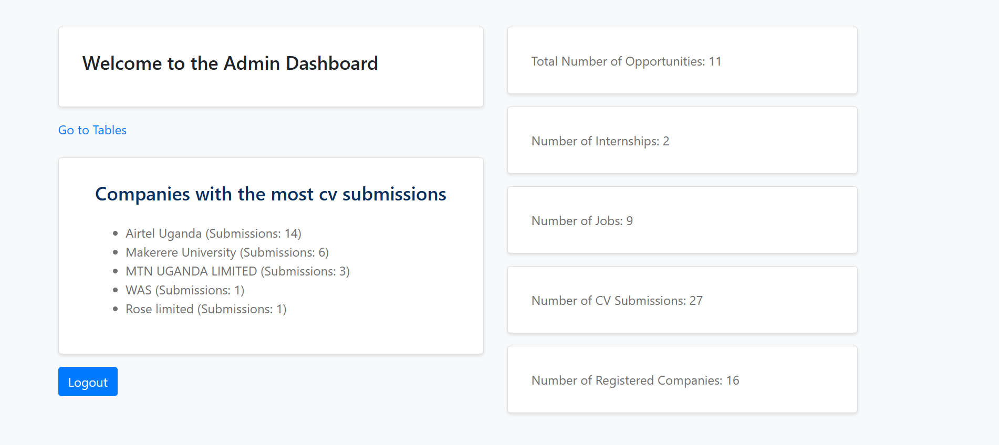 Welcome to the Admin Dashboard
Go to Tables
Companies with the most cv submissions
Airtel Uganda (Submissions: 14)
Makerere University (Submissions: 6)
MTN UGANDA LIMITED (Submissions: 3)
WAS (Submissions: 1)
Rose limited (Submissions: 1)
Logout
Total Number of Opportunities: 11
Number of Internships: 2
Number of Jobs: 9
Number of CV Submissions: 27
Number of Registered Companies: 16